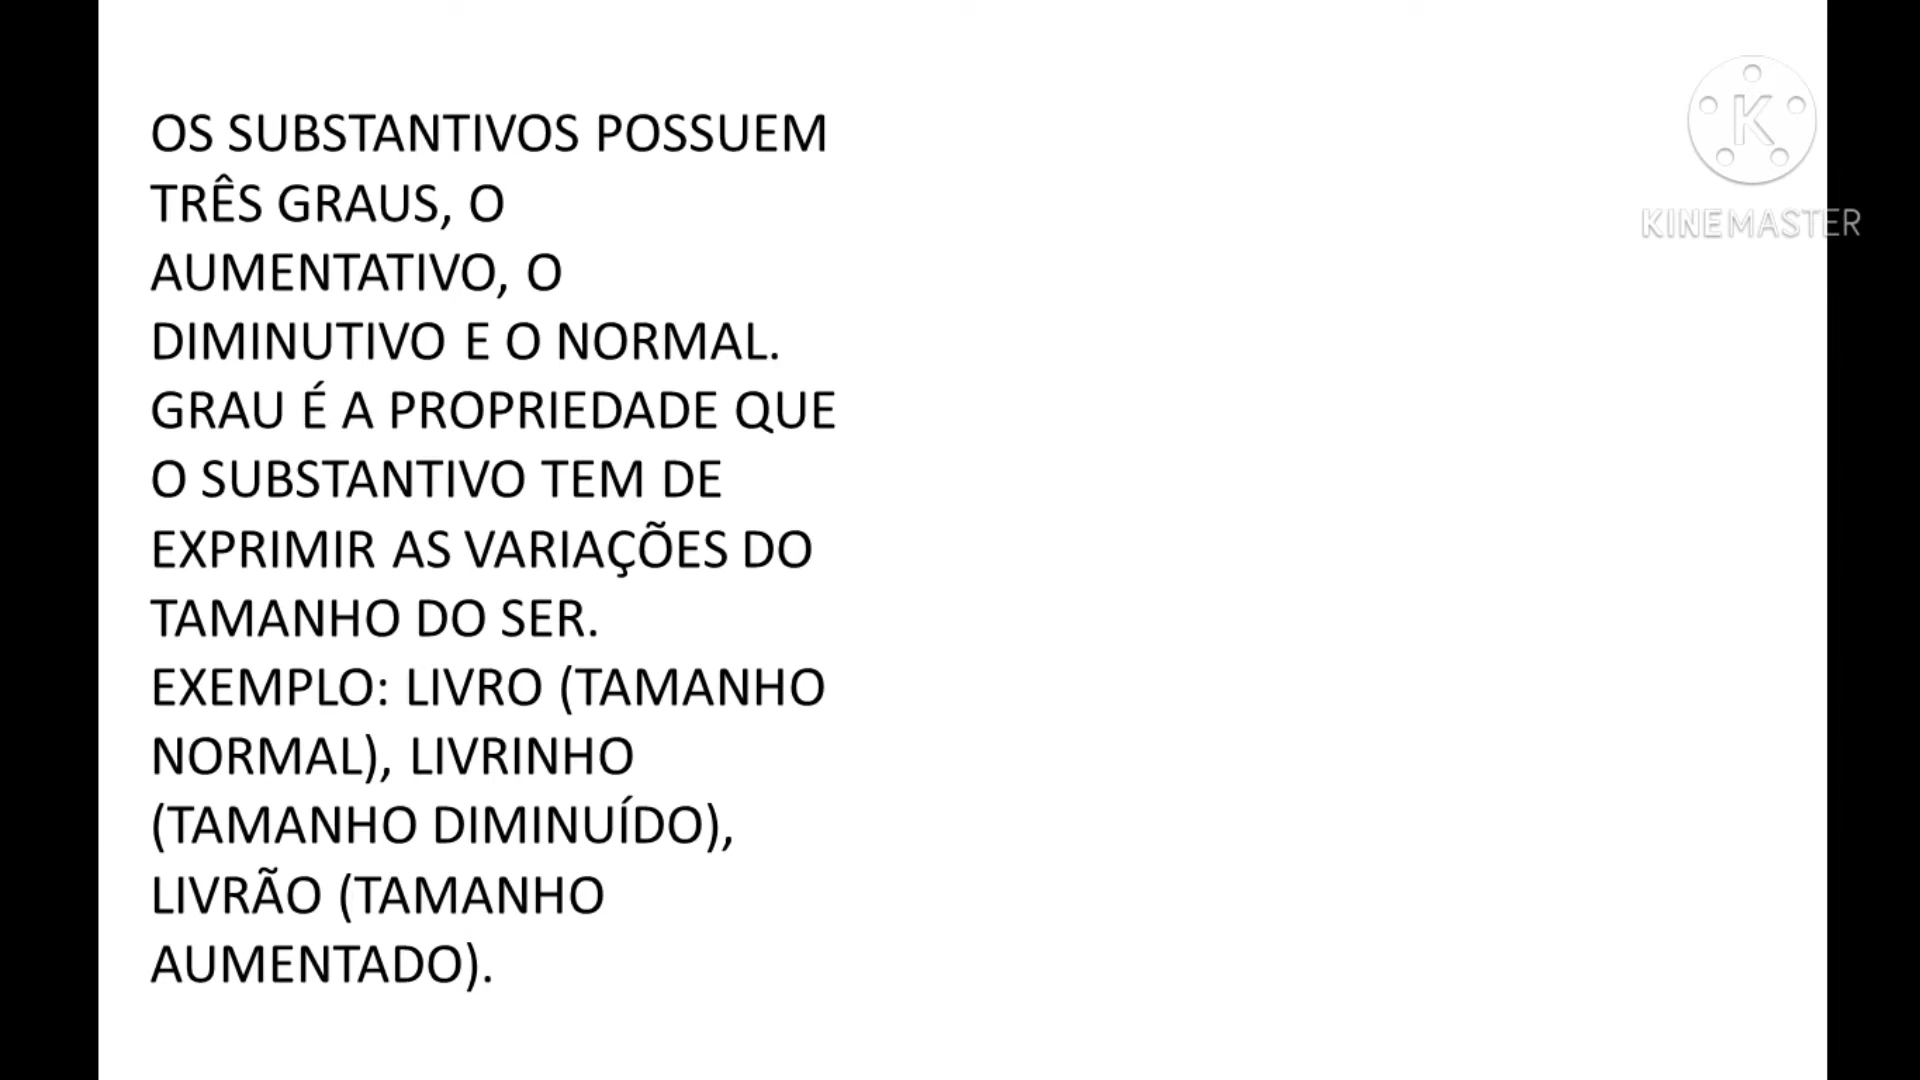 OS SUBSTANTIVOS POSSUEM
TRÊS GRAUS, O
AUMENTATIVO, O
DIMINUTIVO E O NORMAL.
GRAU É A PROPRIEDADE QUE
O SUBSTANTIVO TEM DE
EXPRIMIR AS VARIAÇÕES DO
TAMANHO DO SER.
EXEMPLO: LIVRO (TAMANHO
NORMAL), LIVRINHO
(TAMANHO DIMINUÍDO),
LIVRÃO (TAMANHO
AUMENTADO).
K
KINEMASTER